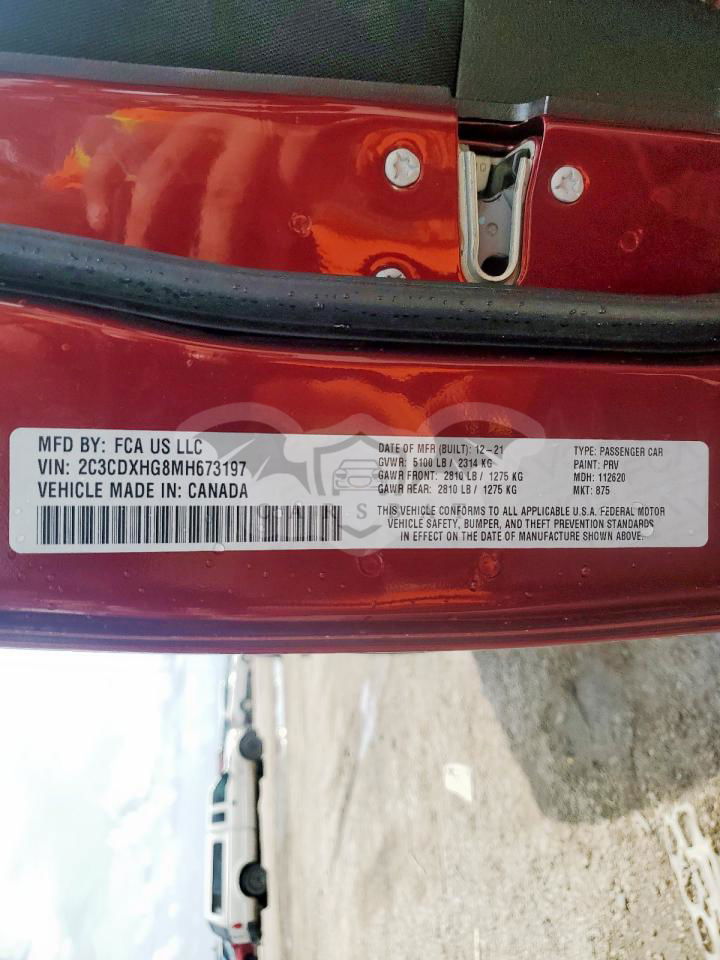 MFD BY: FCA US LLC
VIN: 2C3CDXHG8MH673197
VEHICLE MADE IN: CANADA
DATE OF MFR (BUILT): 12-21
GVWR: 5100 LB / 2314 KG
GAWR FRONT: 2810 LB / 1275 KG
GAWR REAR: 2810 LB / 1275 KG
TYPE: PASSENGER CAR
PAINT: PRV
MDH: 112620
MKT: 875
THIS VEHICLE CONFORMS TO ALL APPLICABLE U.S.A. FEDERAL MOTOR
VEHICLE SAFETY, BUMPER, AND THEFT PREVENTION STANDARDS
IN EFFECT ON THE DATE OF MANUFACTURE SHOWN ABOVE.